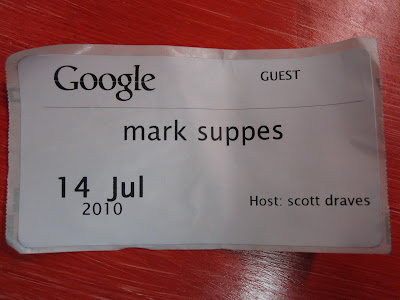 Google GUEST
mark suppes
14 Jul
2010
Host: scott draves